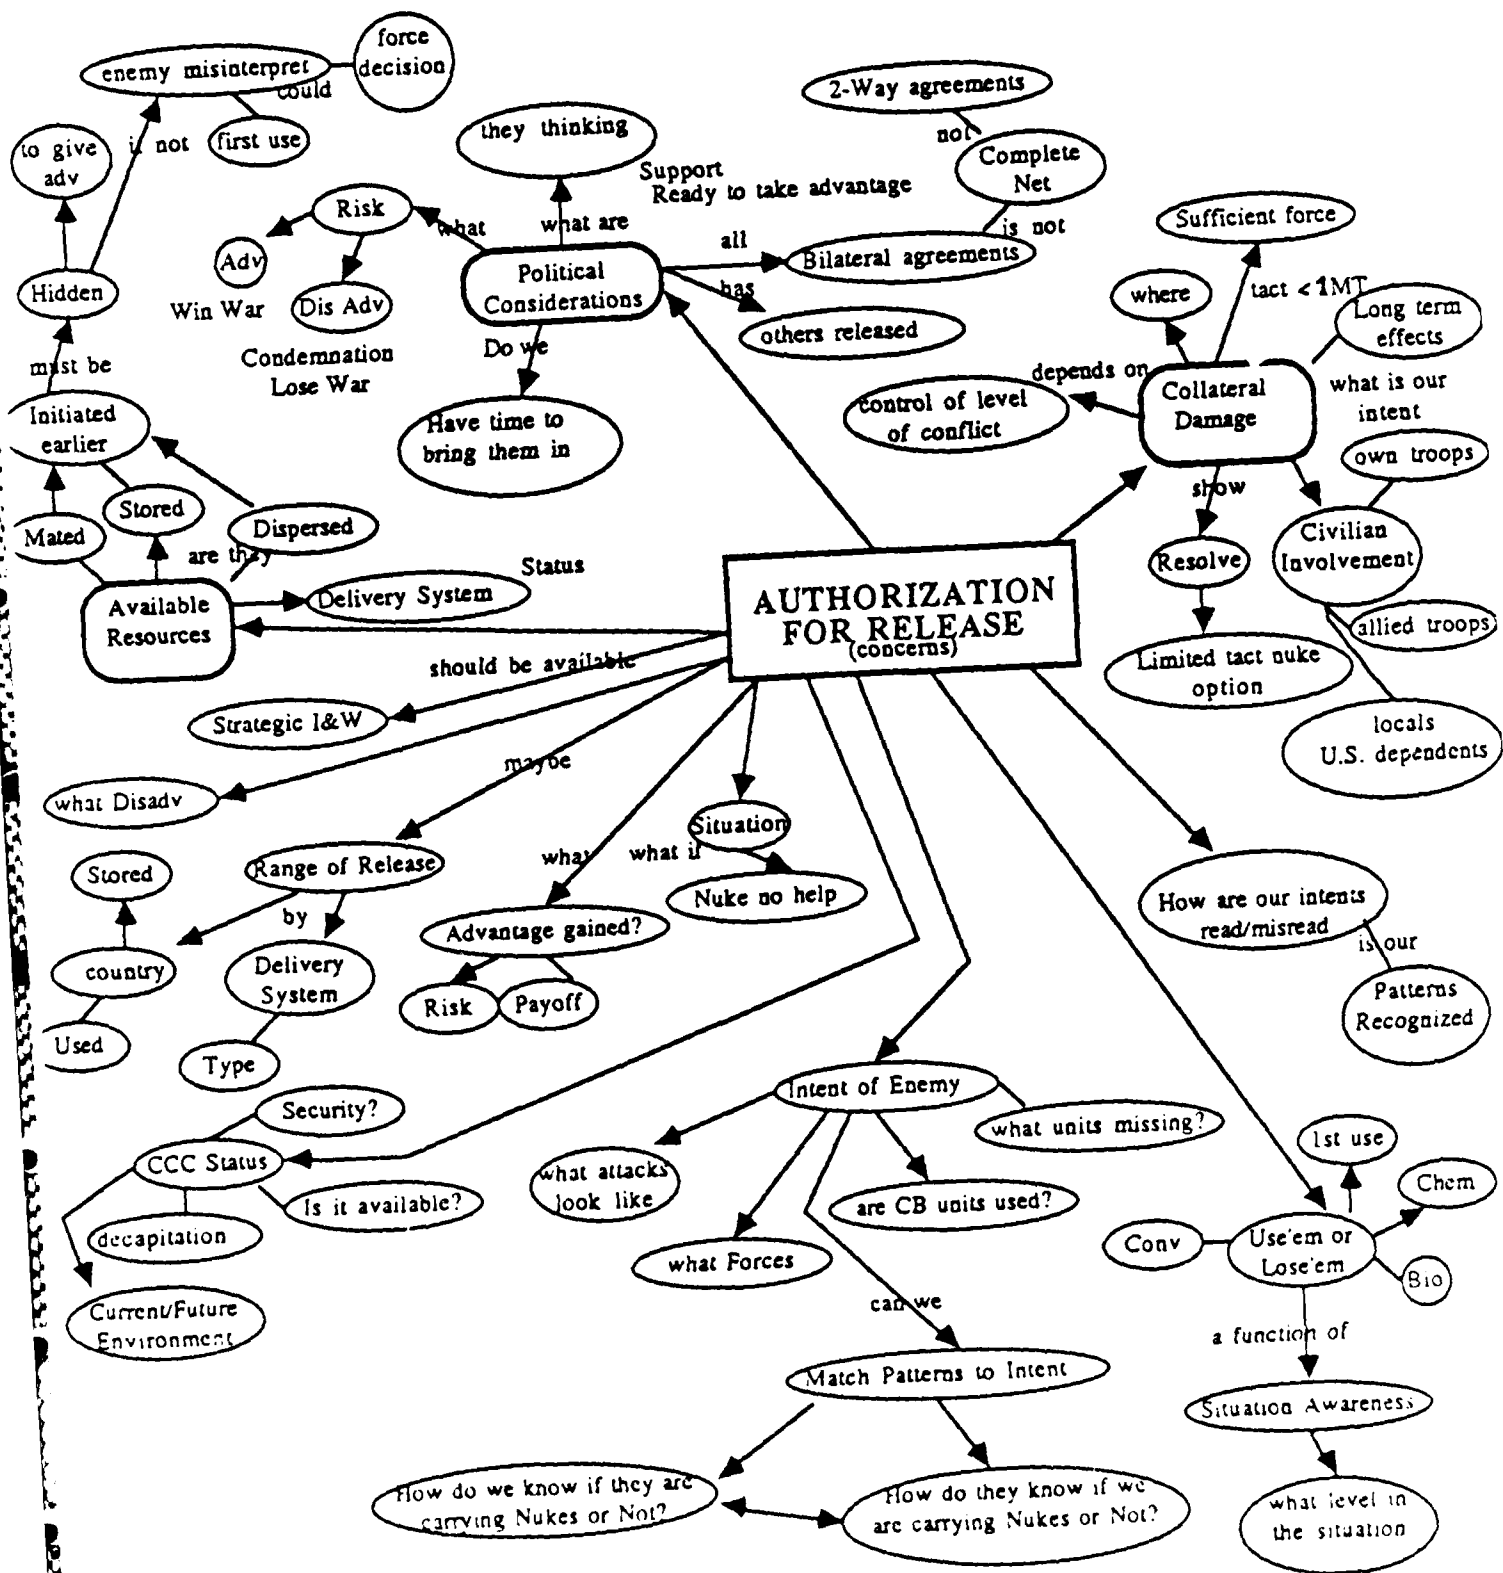 force
decision
enemy misinterpret
could
first use
is not
to give
adv
Hidden
must be
Initiated
earlier
Stored
Mated
Dispersed
are they
Available
Resources
Status
Delivery System
they thinking
Support
Ready to take advantage
what are
what
Risk
Adv
Win War
Dis Adv
Condemnation
Lose War
Political
Considerations
Do we
Have time to
bring them in
all
has
others released
Bilateral agreements
is not
Complete
Net
not
2-Way agreements
Sufficient force
tact <1MT
where
Long term
effects
what is our
intent
depends on
control of level
of conflict
Collateral
Damage
own troops
show
Resolve
Civilian
Involvement
allied troops
Limited tact nuke
option
locals
U.S. dependents
AUTHORIZATION
FOR RELEASE
(concerns)
should be available
Strategic I&W
what Disadv
maybe
Range of Release
by
Stored
country
Used
Delivery
System
Type
what
Advantage gained?
Risk
Payoff
Situation
what if
Nuke no help
How are our intents
read/misread
is our
Patterns
Recognized
Security?
CCC Status
Is it available?
decapitation
Current/Future
Environment
Intent of Enemy
what units missing?
what attacks
look like
are CB units used?
what Forces
can we
Match Patterns to Intent
How do we know if they are
carrying Nukes or Not?
How do they know if we
are carrying Nukes or Not?
1st use
Chem
Conv
Use'em or
Lose'em
Bio
a function of
Situation Awareness
what level in
the situation